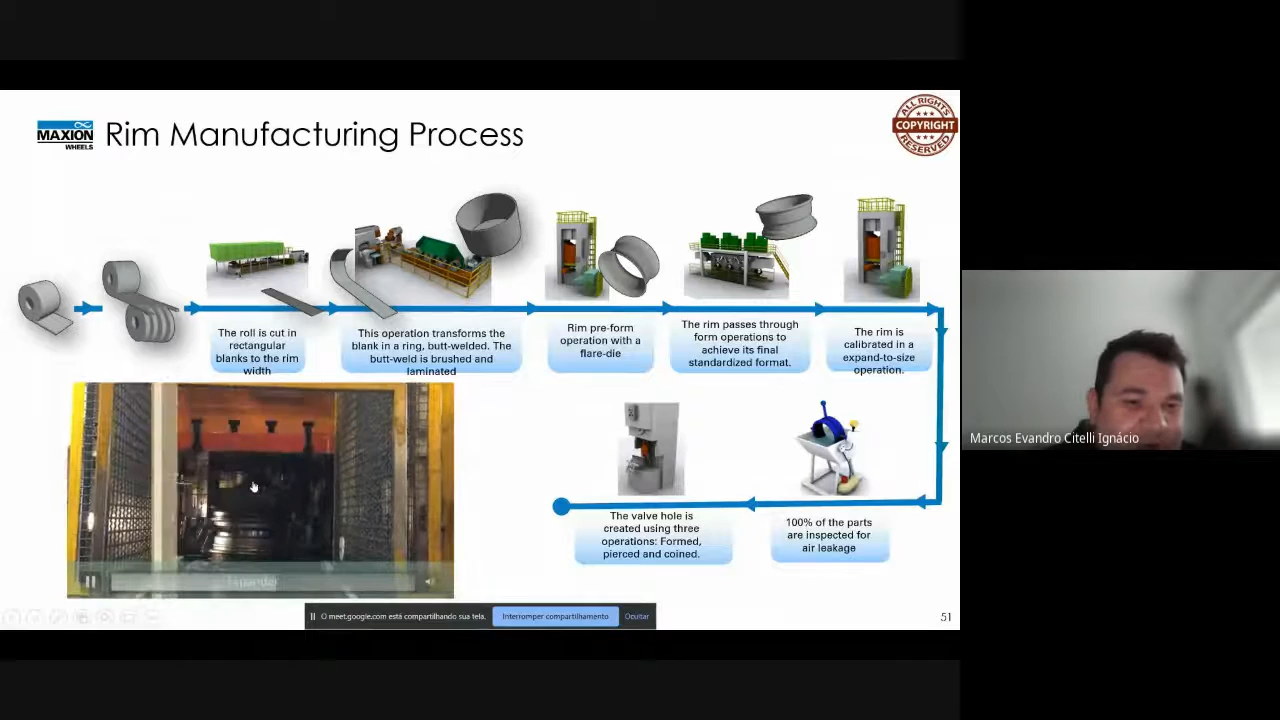 MAXION
WHEELS
Rim Manufacturing Process
ALL RIGHTS
COPYRIGHT
RESERVED
The roll is cut in
rectangular
blanks to the rim
width
This operation transforms the
blank in a ring, butt-welded. The
butt-weld is brushed and
laminated
Rim pre-form
operation with a
flare-die
The rim passes through
form operations to
achieve its final
standardized format.
The rim is
calibrated in a
expand-to-size
operation.
The valve hole is
created using three
operations: Formed,
pierced and coined.
100% of the parts
are inspected for
air leakage
Expander
O meet.google.com está compartilhando sua tela.
Interromper compartilhamento
Ocultar
51
Marcos Evandro Citelli Ignácio